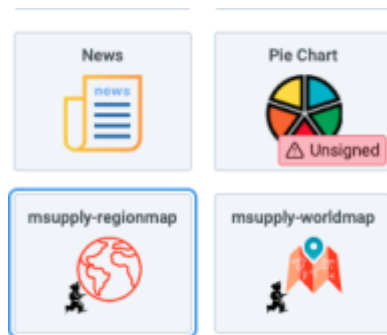 News
news
Pie Chart
Unsigned
msupply-regionmap
msupply-worldmap